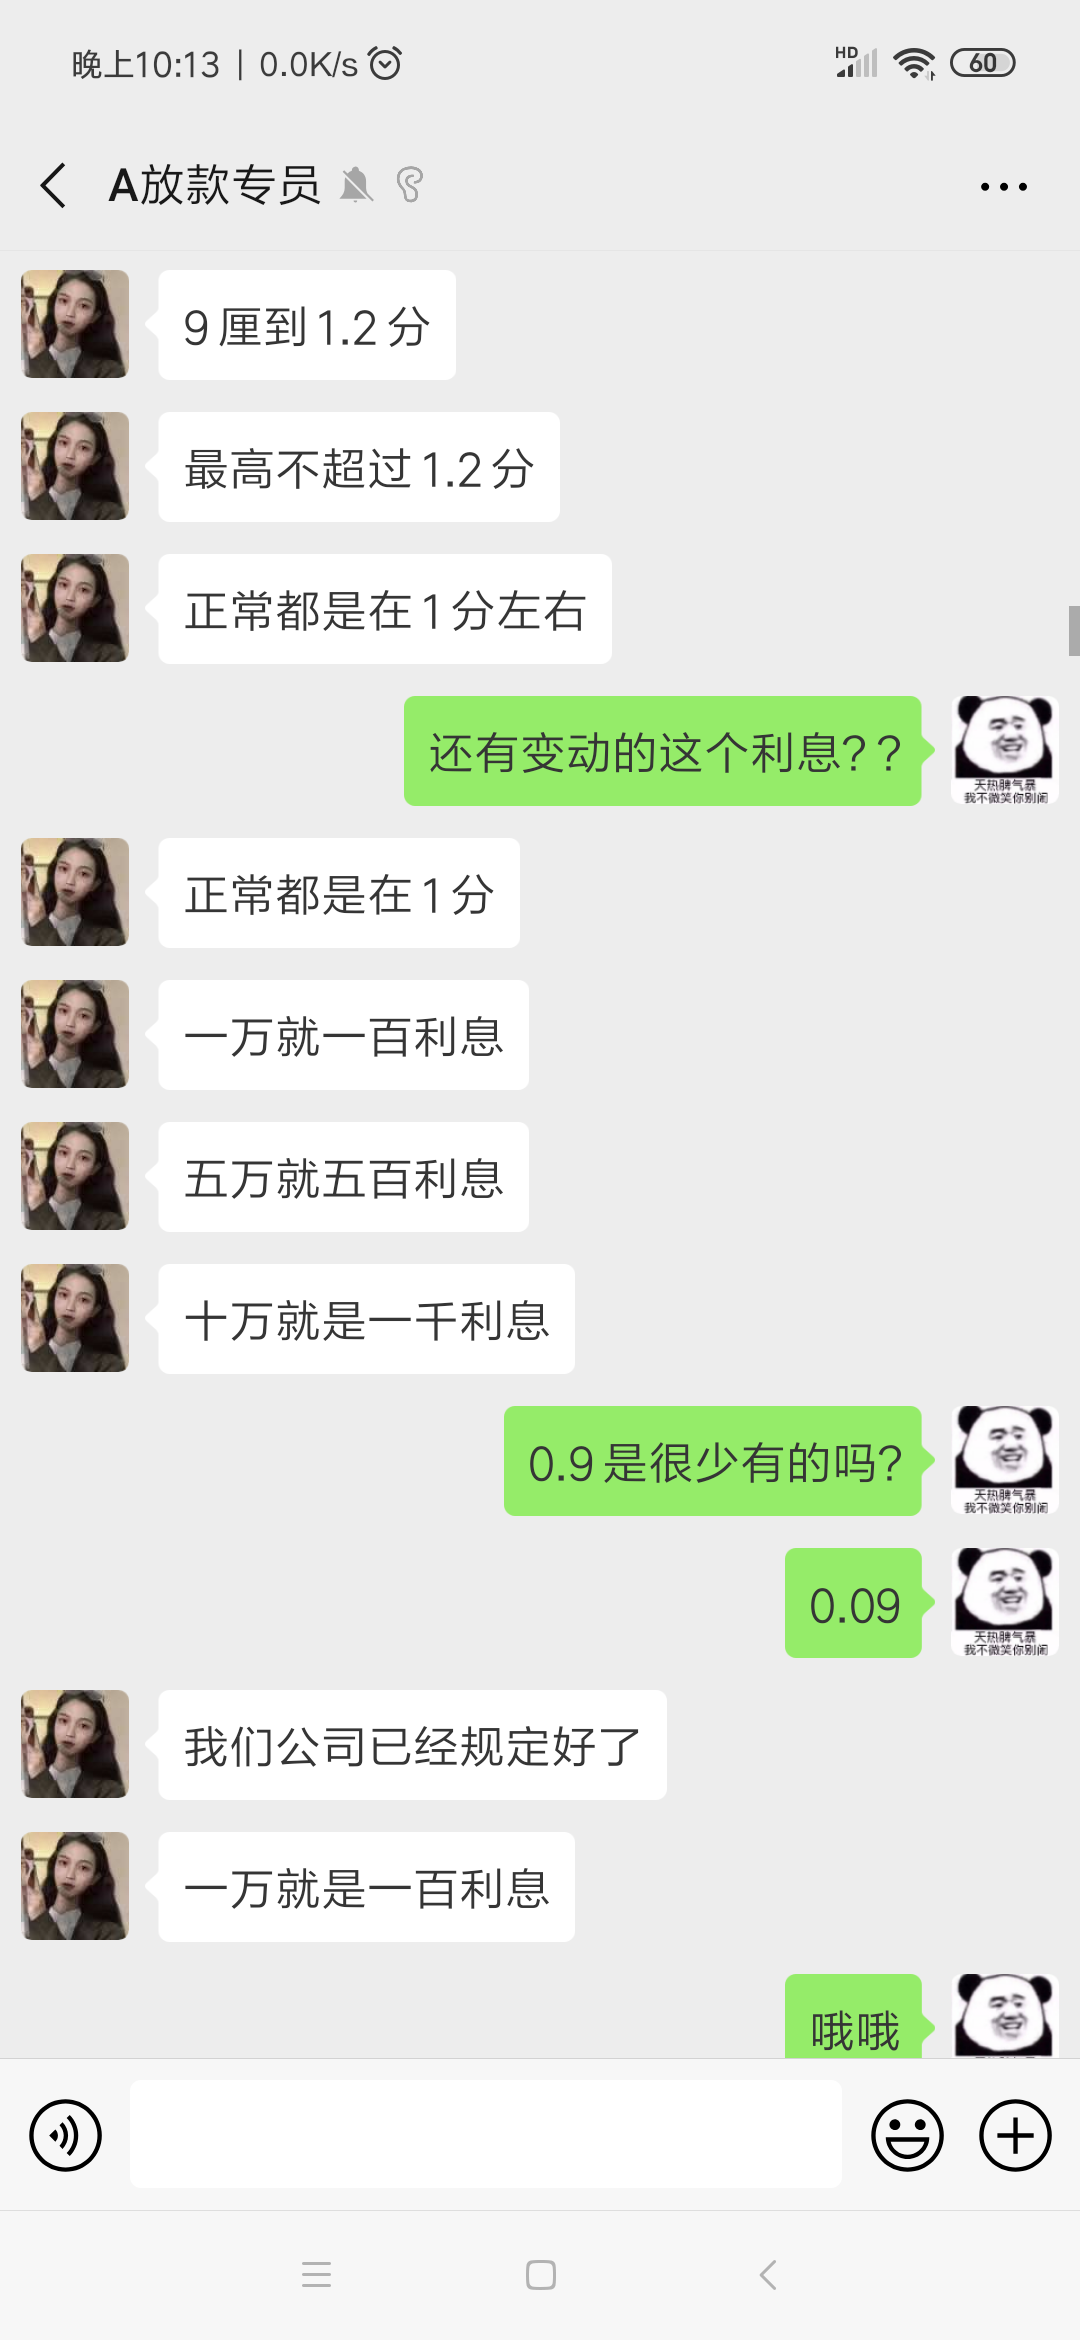 晚上10:13 | 0.0K/s
HD
60
A放款专员
9厘到1.2分
最高不超过1.2分
正常都是在1分左右
还有变动的这个利息??
天热脾气暴
我不微笑你别闹
正常都是在1分
一万就一百利息
五万就五百利息
十万就是一千利息
0.9是很少有的吗?
天热脾气暴
我不微笑你别闹
0.09
天热脾气暴
我不微笑你别闹
我们公司已经规定好了
一万就是一百利息
哦哦